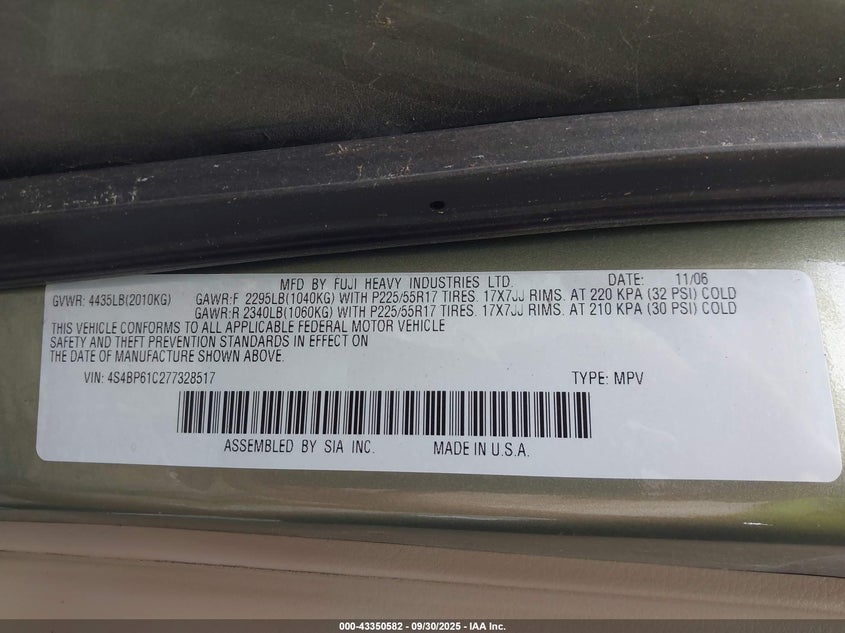 MFD BY FUJI HEAVY INDUSTRIES LTD. DATE: 11/06
GVWR: 4435LB(2010KG) GAWR:F 2295LB(1040KG) WITH P225/55R17 TIRES. 17X7JJ RIMS. AT 220 KPA (32 PSI) COLD
GAWR:R 2340LB(1060KG) WITH P225/55R17 TIRES. 17X7JJ RIMS. AT 210 KPA (30 PSI) COLD
THIS VEHICLE CONFORMS TO ALL APPLICABLE FEDERAL MOTOR VEHICLE
SAFETY AND THEFT PREVENTION STANDARDS IN EFFECT ON
THE DATE OF MANUFACTURE SHOWN ABOVE.
VIN: 4S4BP61C277328517 TYPE: MPV
ASSEMBLED BY SIA INC. MADE IN U.S.A.
000-43350582 - 09/30/2025 - IAA Inc.